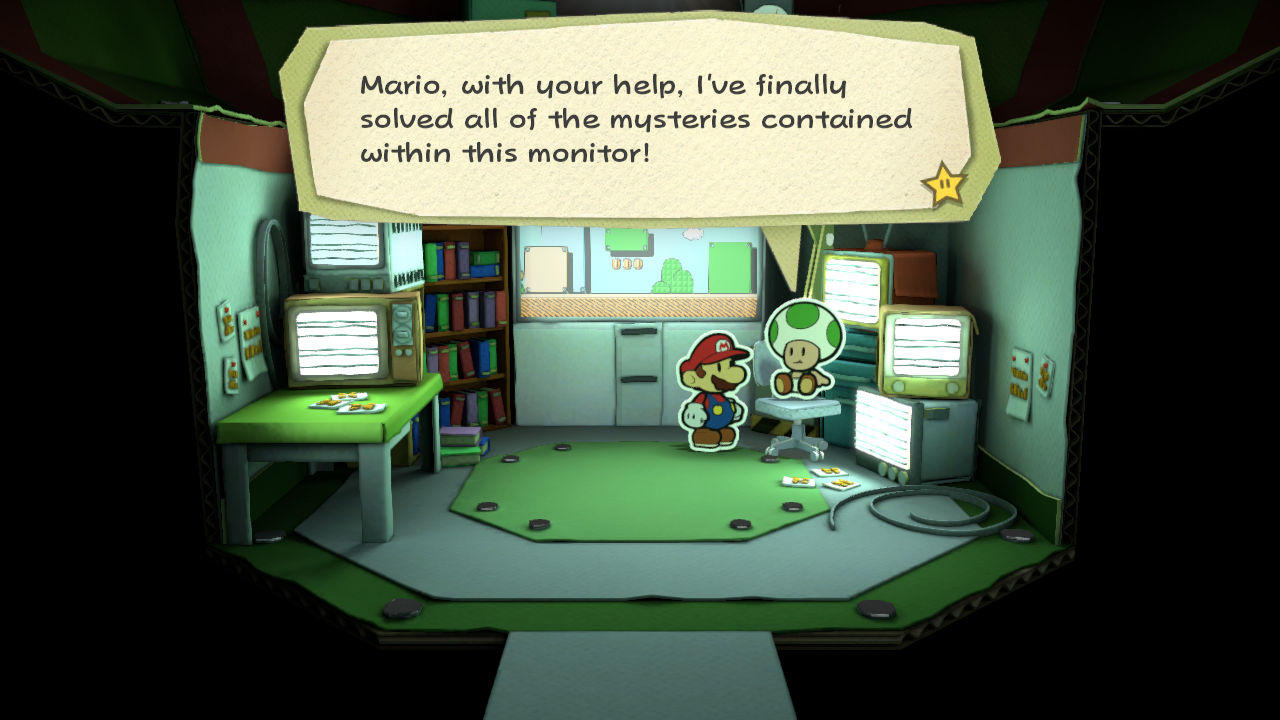 Mario, with your help, I've finally
solved all of the mysteries contained
within this monitor!